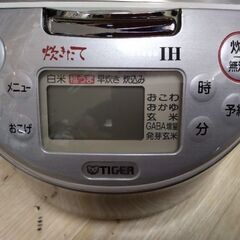 炊きたて
IH
炊
無洗
メニュー
白米 早炊き 炊込み
時
おこわ
おかゆ
玄米
GABA増量
発芽玄米
予約
おこげ
分
TIGER